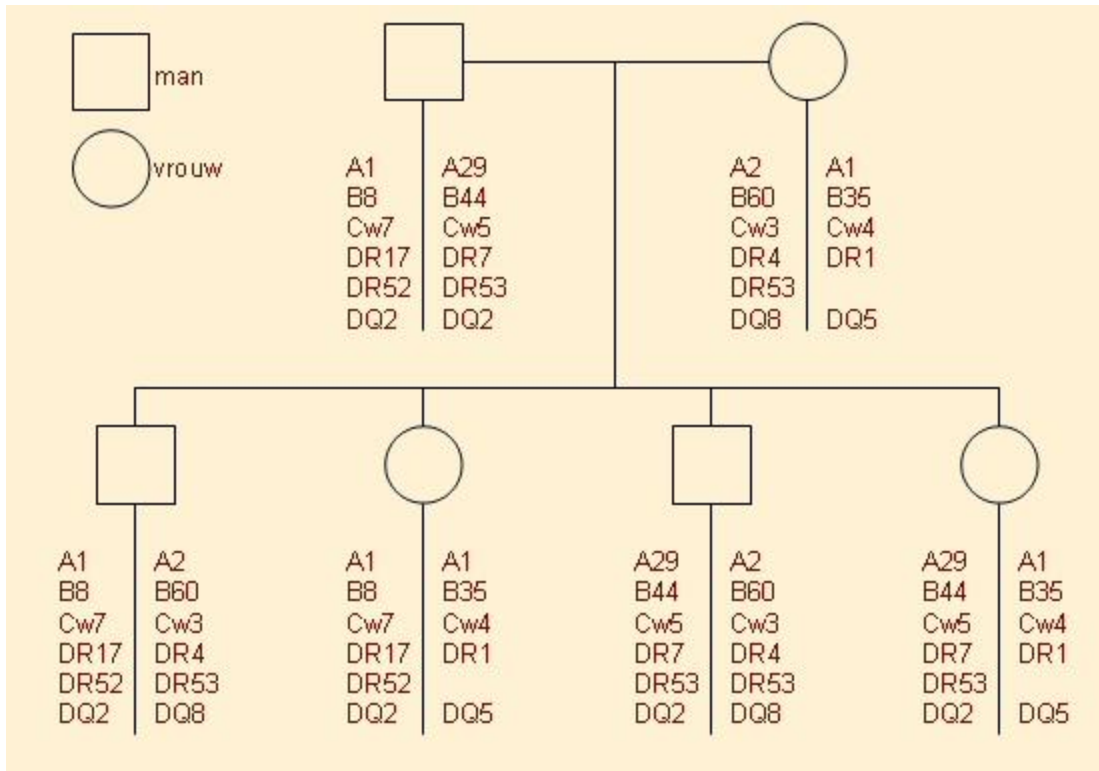 man
vrouw
A1 A29 A2 A1
B8 B44 B60 B35
Cw7 Cw5 Cw3 Cw4
DR17 DR7 DR4 DR1
DR52 DR53 DR53
DQ2 DQ2 DQ8 DQ5
A1 A2 A1 A1 A29 A2 A29 A1
B8 B60 B8 B35 B44 B60 B44 B35
Cw7 Cw3 Cw7 Cw4 Cw5 Cw3 Cw5 Cw4
DR17 DR4 DR17 DR1 DR7 DR4 DR7 DR1
DR52 DR53 DR52 DR53 DR53 DR53
DQ2 DQ8 DQ2 DQ5 DQ2 DQ8 DQ2 DQ5